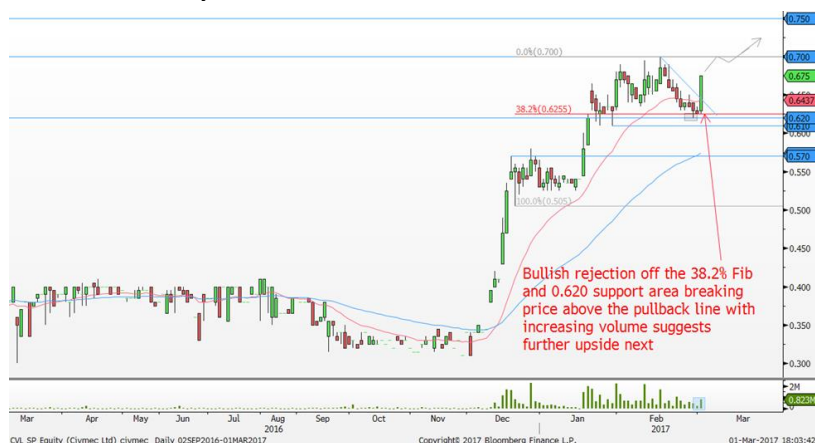 0.750
0.0%(0.700)
0.700
0.675
0.6437
38.2%(0.6255)
0.620
0.610
0.570
0.550
100.0%(0.505)
0.500
0.450
0.400
0.350
0.300
Bullish rejection off the 38.2% Fib
and 0.620 support area breaking
price above the pullback line with
increasing volume suggests
further upside next
2M
0.823M
Mar Apr May Jun Jul Aug Sep Oct Nov Dec Jan Feb Mar
2016 2017
CVL SP Equity (Civmec Ltd) civmec Daily 02SEP2016-01MAR2017 Copyright© 2017 Bloomberg Finance L.P. 01-Mar-2017 18:03:42